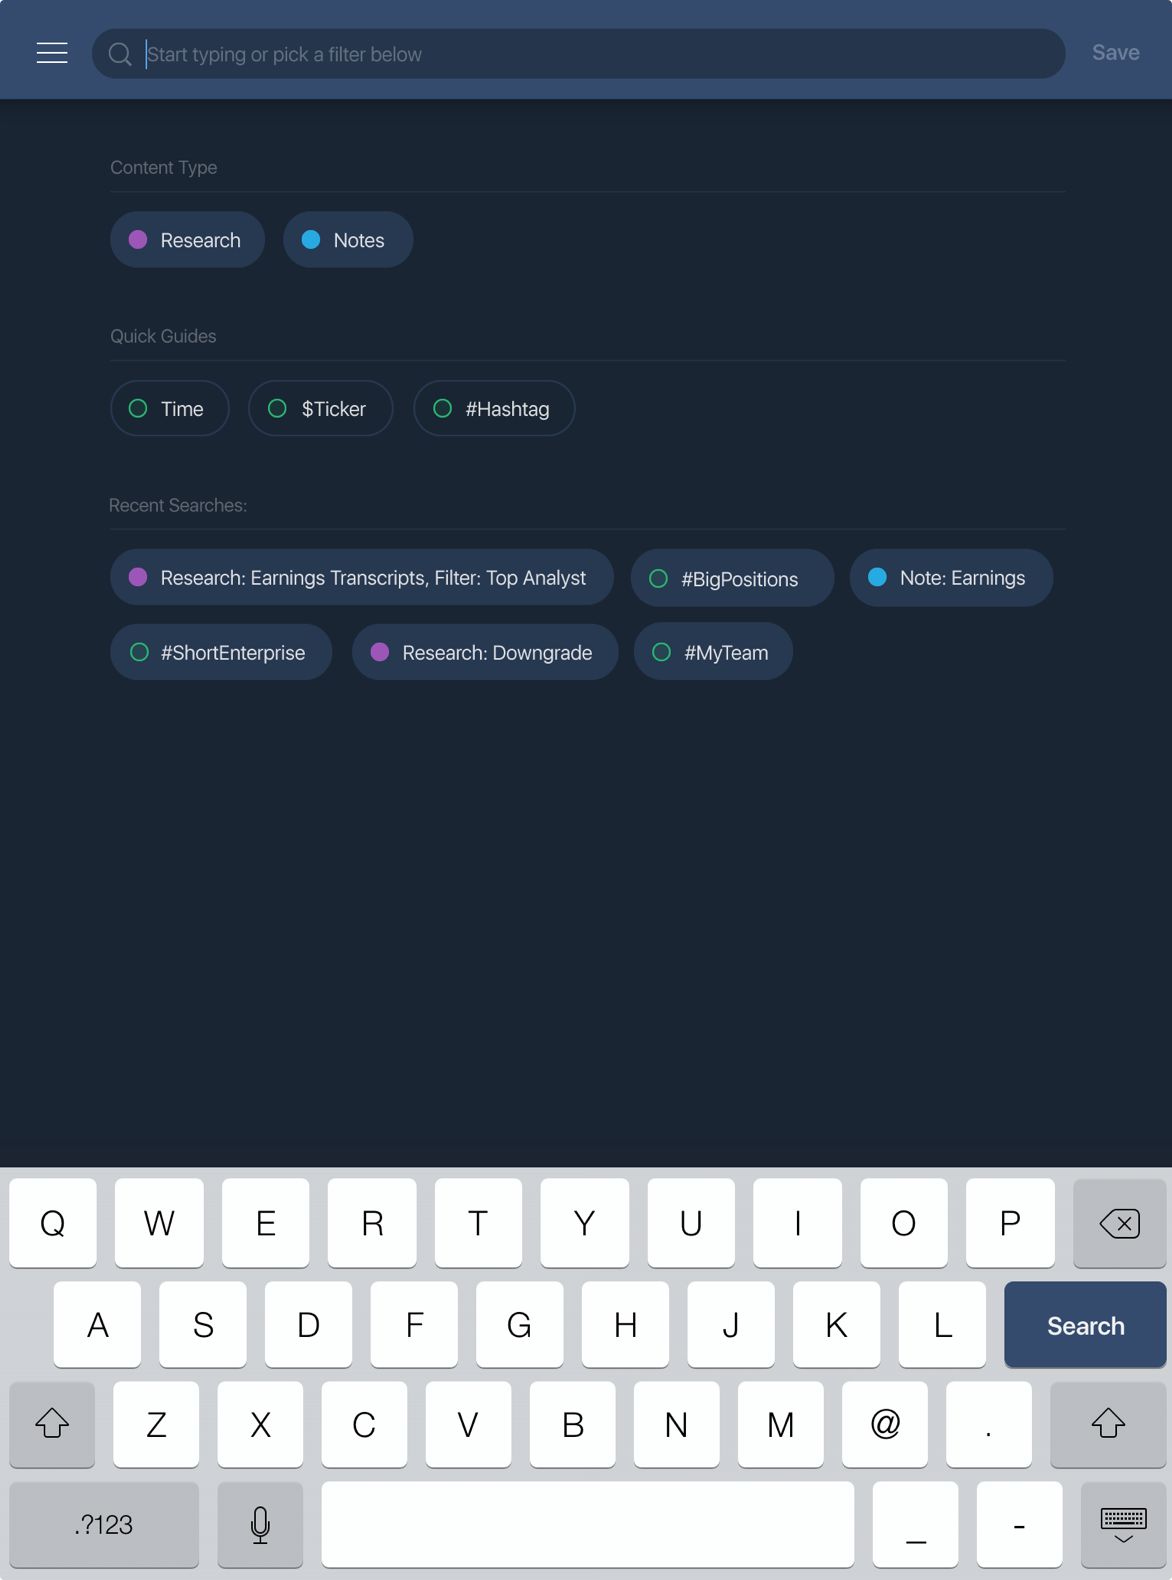 Start typing or pick a filter below
Save
Content Type
Research
Notes
Quick Guides
Time
$Ticker
#Hashtag
Recent Searches:
Research: Earnings Transcripts, Filter: Top Analyst
#BigPositions
Note: Earnings
#ShortEnterprise
Research: Downgrade
#MyTeam
Q W E R T Y U I O P
A S D F G H J K L Search
Z X C V B N M @ .
.?123 _ -